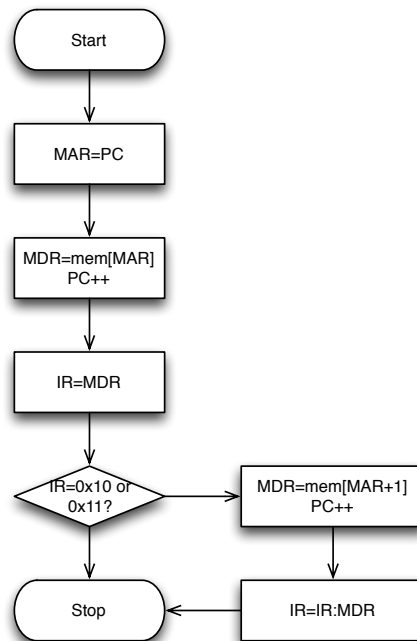 Start
MAR=PC
MDR=mem[MAR]
PC++
IR=MDR
IR=0x10 or
0x11?
MDR=mem[MAR+1]
PC++
Stop
IR=IR:MDR